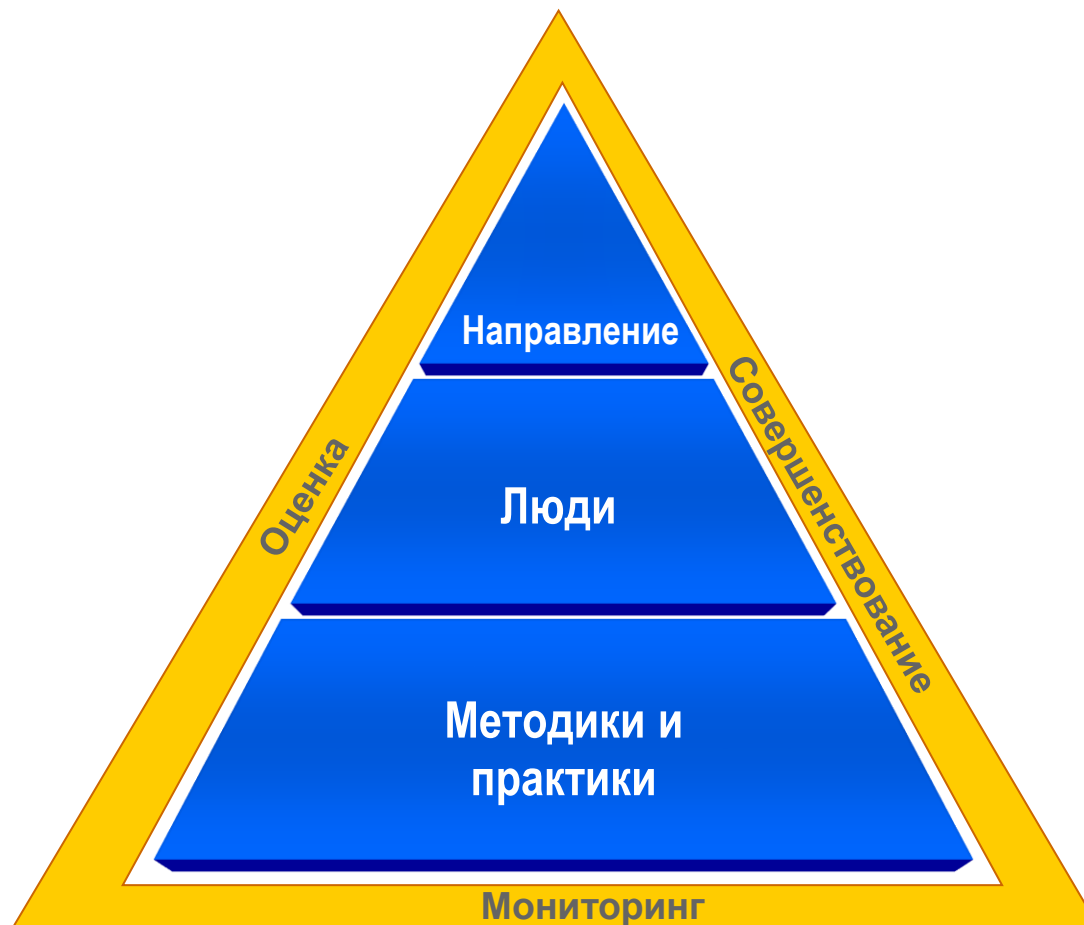 Направление
Оценка
Совершенствование
Люди
Методики и
практики
Мониторинг